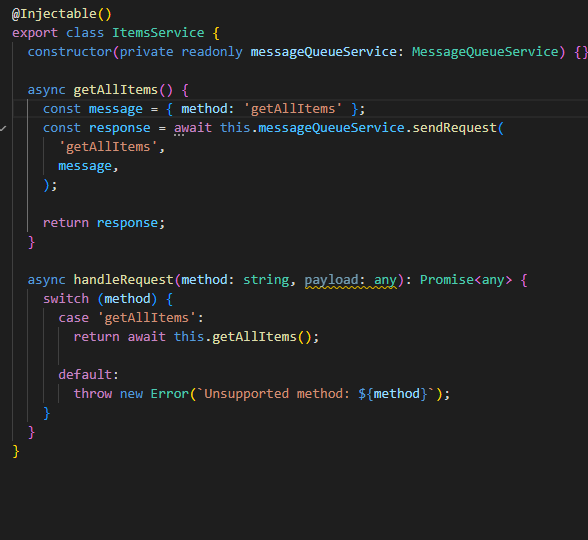 @Injectable()
export class ItemsService {
  constructor(private readonly messageQueueService: MessageQueueService) {}

  async getAllItems() {
    const message = { method: 'getAllItems' };
    const response = await this.messageQueueService.sendRequest(
      'getAllItems',
      message,
    );

    return response;
  }

  async handleRequest(method: string, payload: any): Promise<any> {
    switch (method) {
      case 'getAllItems':
        return await this.getAllItems();

      default:
        throw new Error(`Unsupported method: ${method}`);
    }
  }
}